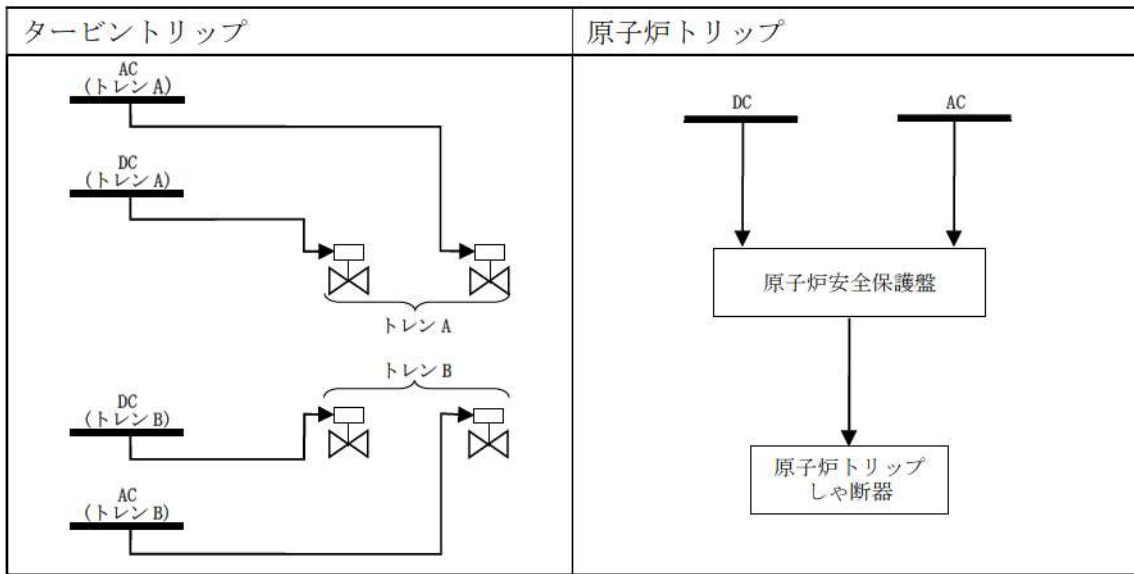 タービントリップ
原子炉トリップ
AC
(トレンA)
DC
(トレンA)
トレンA
トレンB
DC
(トレンB)
AC
(トレンB)
DC
AC
原子炉安全保護盤
原子炉トリップ
しゃ断器